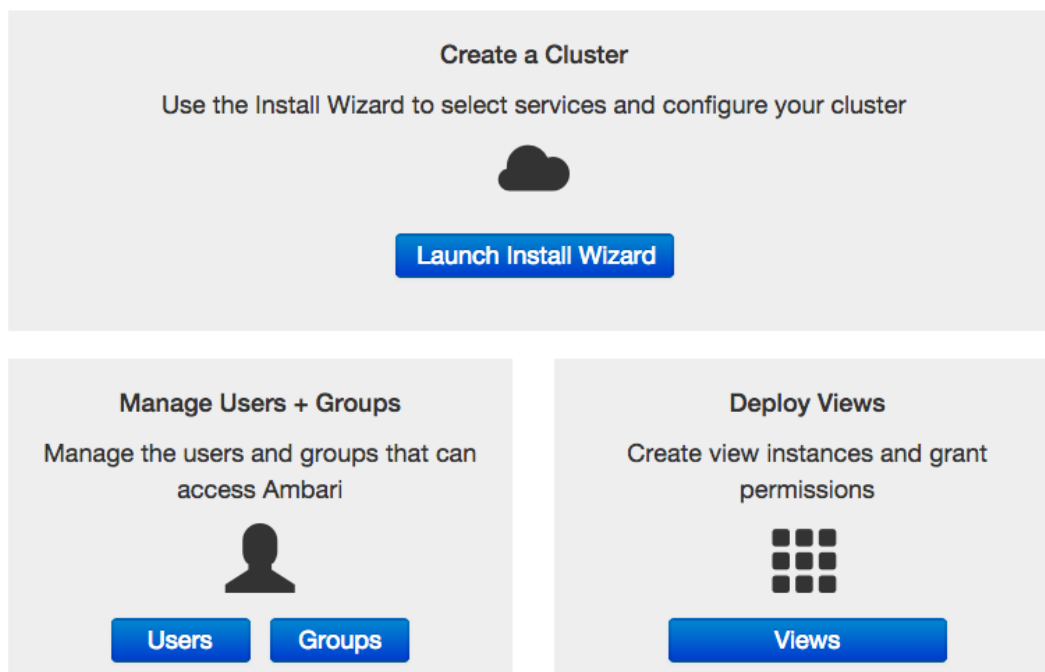 Create a Cluster
Use the Install Wizard to select services and configure your cluster
Launch Install Wizard
Manage Users + Groups
Manage the users and groups that can
access Ambari
Users
Groups
Deploy Views
Create view instances and grant
permissions
Views